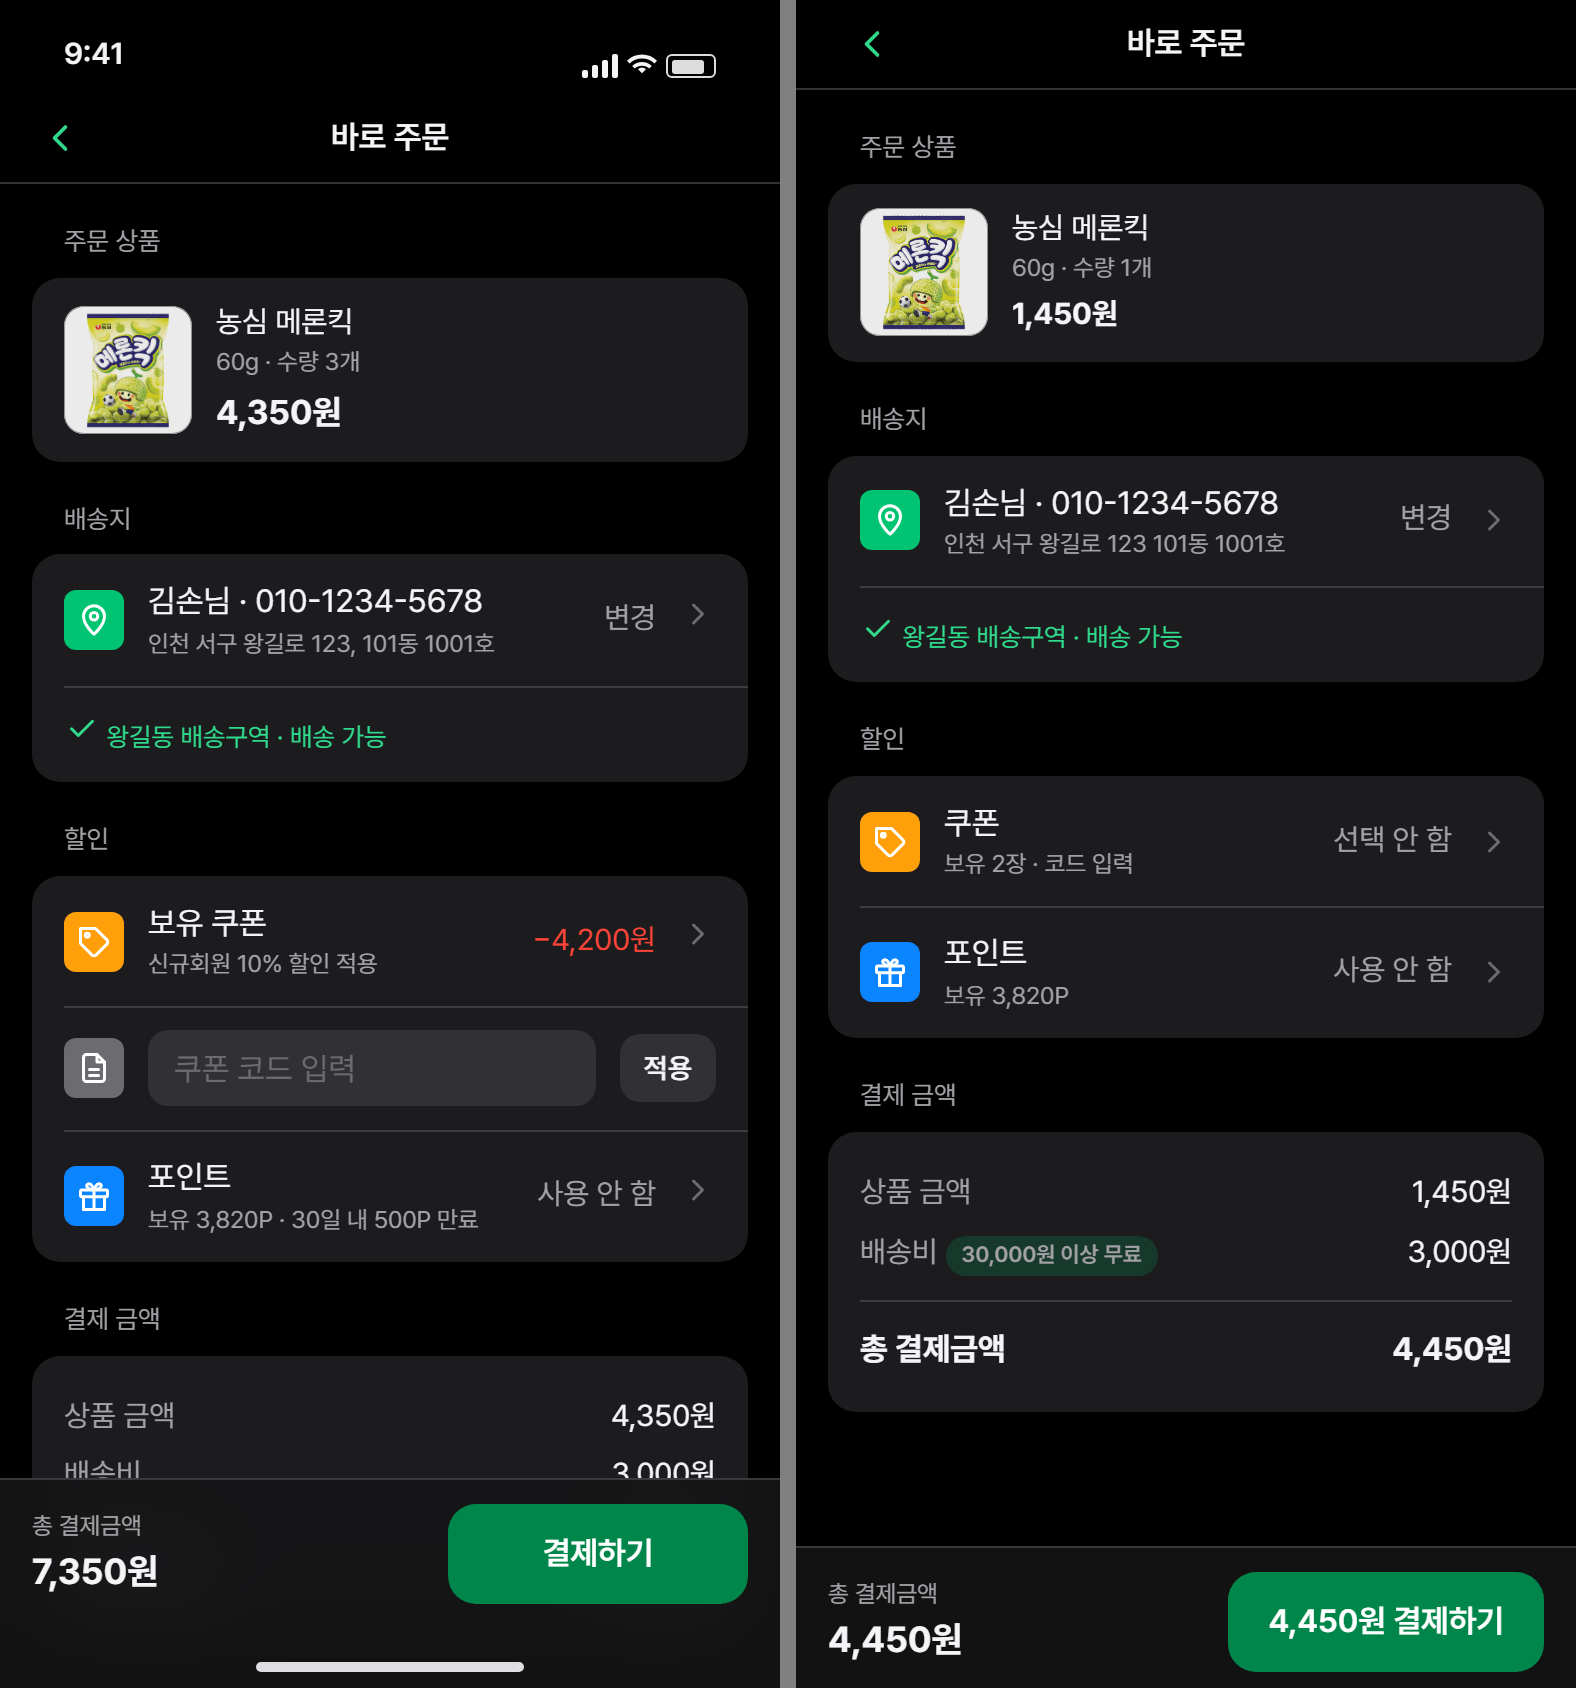 9:41
바로 주문
주문 상품
메론킥
농심 메론킥
60g · 수량 3개
4,350원
배송지
김손님 · 010-1234-5678
인천 서구 왕길로 123, 101동 1001호
변경
왕길동 배송구역 · 배송 가능
할인
보유 쿠폰
신규회원 10% 할인 적용
−4,200원
쿠폰 코드 입력
적용
포인트
보유 3,820P · 30일 내 500P 만료
사용 안 함
결제 금액
상품 금액
4,350원
배송비
3,000원
총 결제금액
7,350원
결제하기
바로 주문
주문 상품
메론킥
농심 메론킥
60g · 수량 1개
1,450원
배송지
김손님 · 010-1234-5678
인천 서구 왕길로 123 101동 1001호
변경
왕길동 배송구역 · 배송 가능
할인
쿠폰
보유 2장 · 코드 입력
선택 안 함
포인트
보유 3,820P
사용 안 함
결제 금액
상품 금액
1,450원
배송비
30,000원 이상 무료
3,000원
총 결제금액
4,450원
총 결제금액
4,450원
4,450원 결제하기